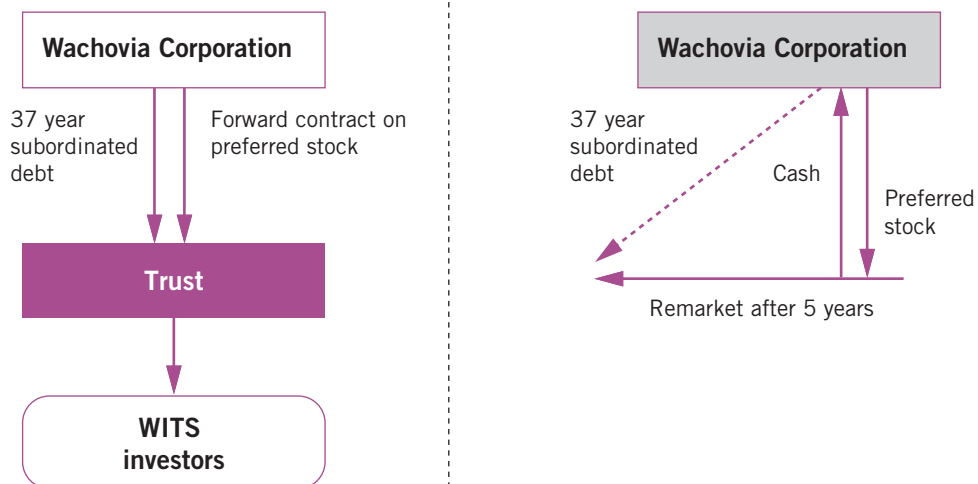 Wachovia Corporation
37 year
subordinated
debt
Forward contract on
preferred stock
Trust
WITS
investors
Wachovia Corporation
37 year
subordinated
debt
Cash
Preferred
stock
Remarket after 5 years